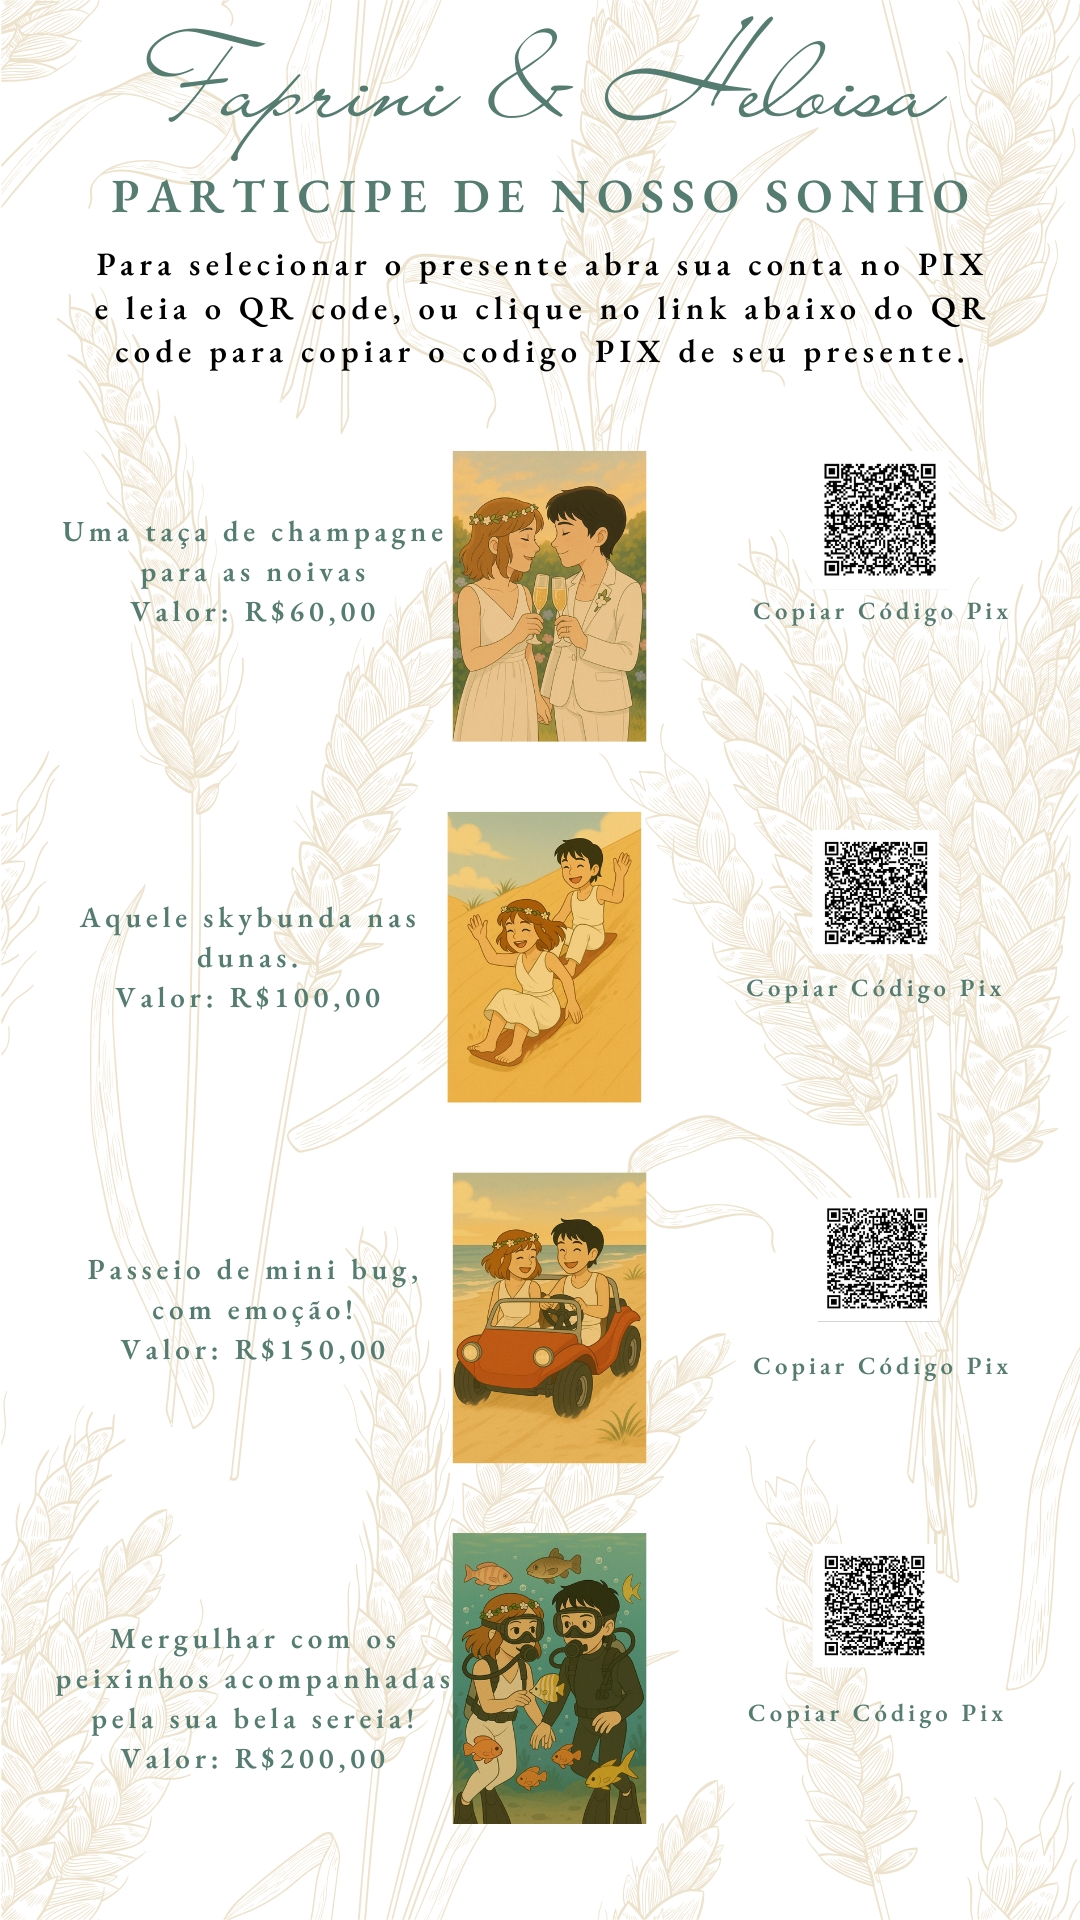 Faprini & Heloisa
PARTICIPE DE NOSSO SONHO
Para selecionar o presente abra sua conta no PIX
e leia o QR code, ou clique no link abaixo do QR
code para copiar o codigo PIX de seu presente.
Uma taça de champagne
para as noivas
Valor: R$60,00
Copiar Código Pix
Aquele skybunda nas
dunas.
Valor: R$100,00
Copiar Código Pix
Passeio de mini bug,
com emoção!
Valor: R$150,00
Copiar Código Pix
Mergulhar com os
peixinhos acompanhadas
pela sua bela sereia!
Valor: R$200,00
Copiar Código Pix